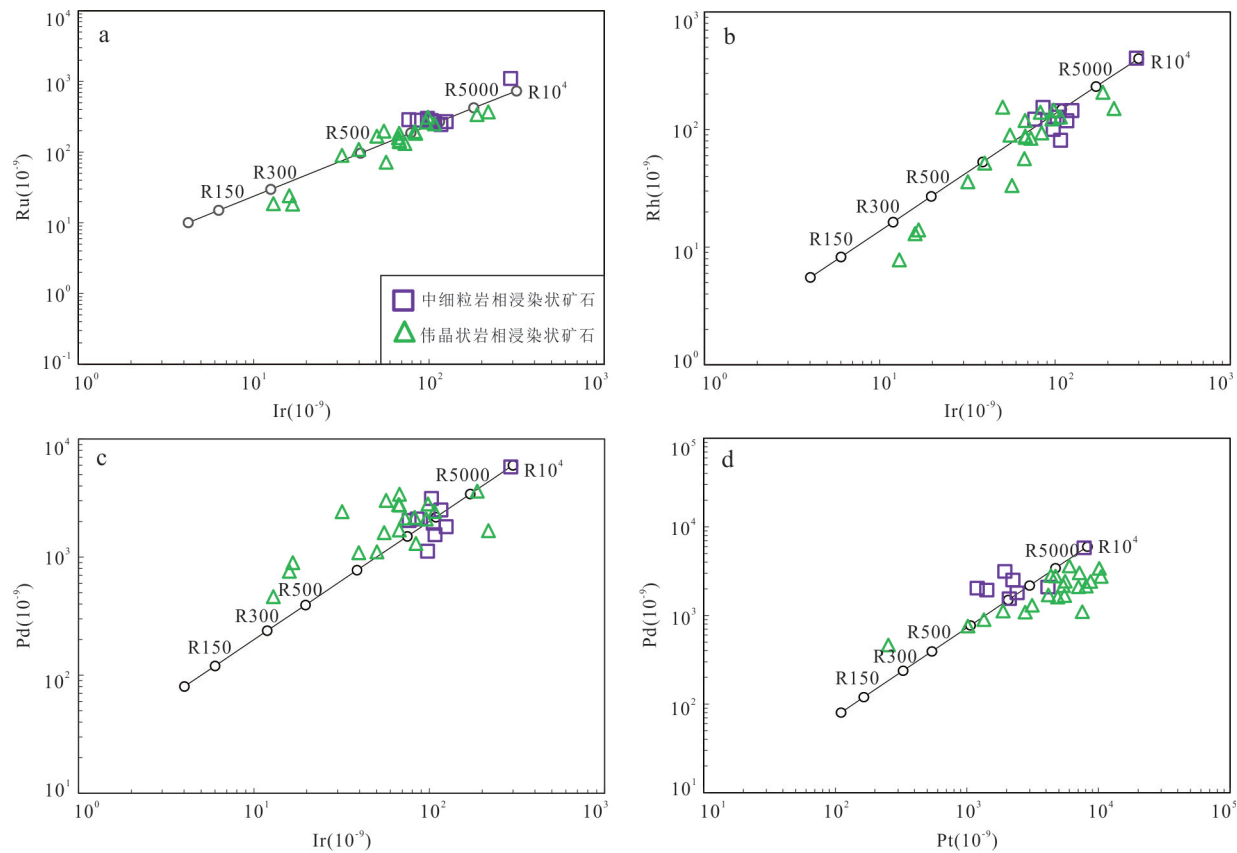 a
10⁴
10³
10²
10¹
10⁰
10⁻¹
Ru(10⁻⁹)
R150
R300
R500
R5000
R10⁴
中细粒岩相浸染状矿石
伟晶状岩相浸染状矿石
10⁰
10¹
10²
10³
Ir(10⁻⁹)
b
10³
10²
10¹
10⁰
Rh(10⁻⁹)
R150
R300
R500
R5000
R10⁴
10⁰
10¹
10²
10³
Ir(10⁻⁹)
c
10⁴
10³
10²
10¹
Pd(10⁻⁹)
R150
R300
R500
R5000
R10⁴
10⁰
10¹
10²
10³
Ir(10⁻⁹)
d
10⁵
10⁴
10³
10²
10¹
Pd(10⁻⁹)
R150
R300
R500
R5000
R10⁴
10¹
10²
10³
10⁴
10⁵
Pt(10⁻⁹)